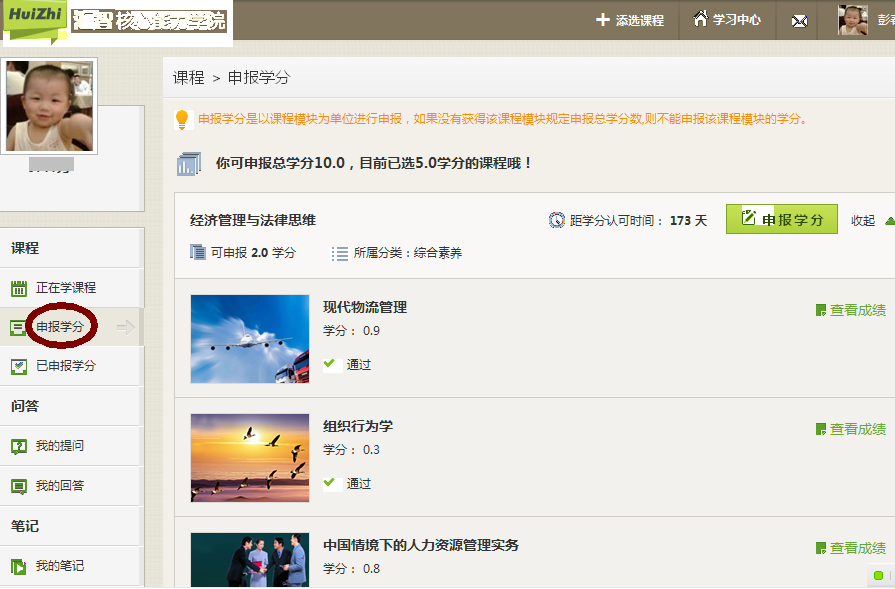 HuiZhi
添选课程
学习中心
课程 > 申报学分
申报学分是以课程模块为单位进行申报，如果没有获得该课程模块规定申报总学分数,则不能申报该课程模块的学分。
你可申报总学分10.0，目前已选5.0学分的课程哦！
课程
正在学课程
申报学分
已申报学分
问答
我的提问
我的回答
笔记
我的笔记
经济管理与法律思维
距学分认可时间： 173 天
申报学分
收起
可申报 2.0 学分
所属分类：综合素养
现代物流管理
查看成绩
学分： 0.9
通过
组织行为学
查看成绩
学分： 0.3
通过
中国情境下的人力资源管理实务
查看成绩
学分： 0.8